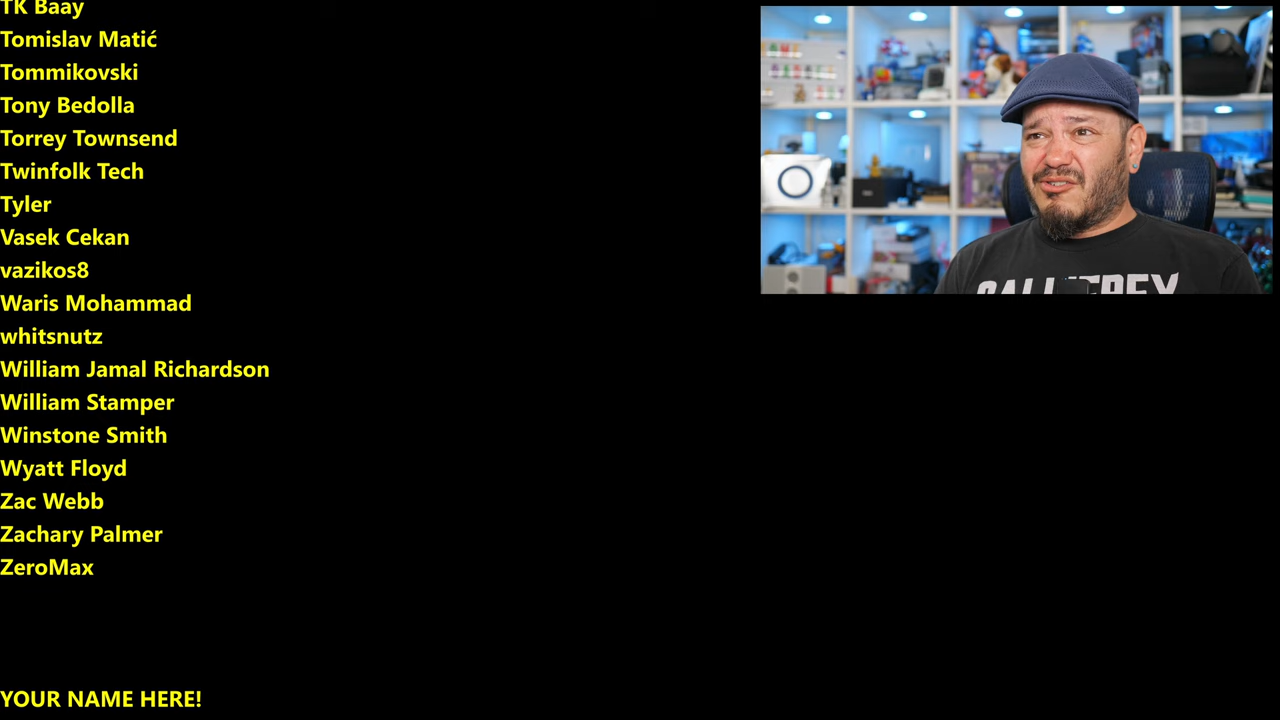 TK Baay
Tomislav Matić
Tommikovski
Tony Bedolla
Torrey Townsend
Twinfolk Tech
Tyler
Vasek Cekan
vazikos8
Waris Mohammad
whitsnutz
William Jamal Richardson
William Stamper
Winstone Smith
Wyatt Floyd
Zac Webb
Zachary Palmer
ZeroMax
YOUR NAME HERE!